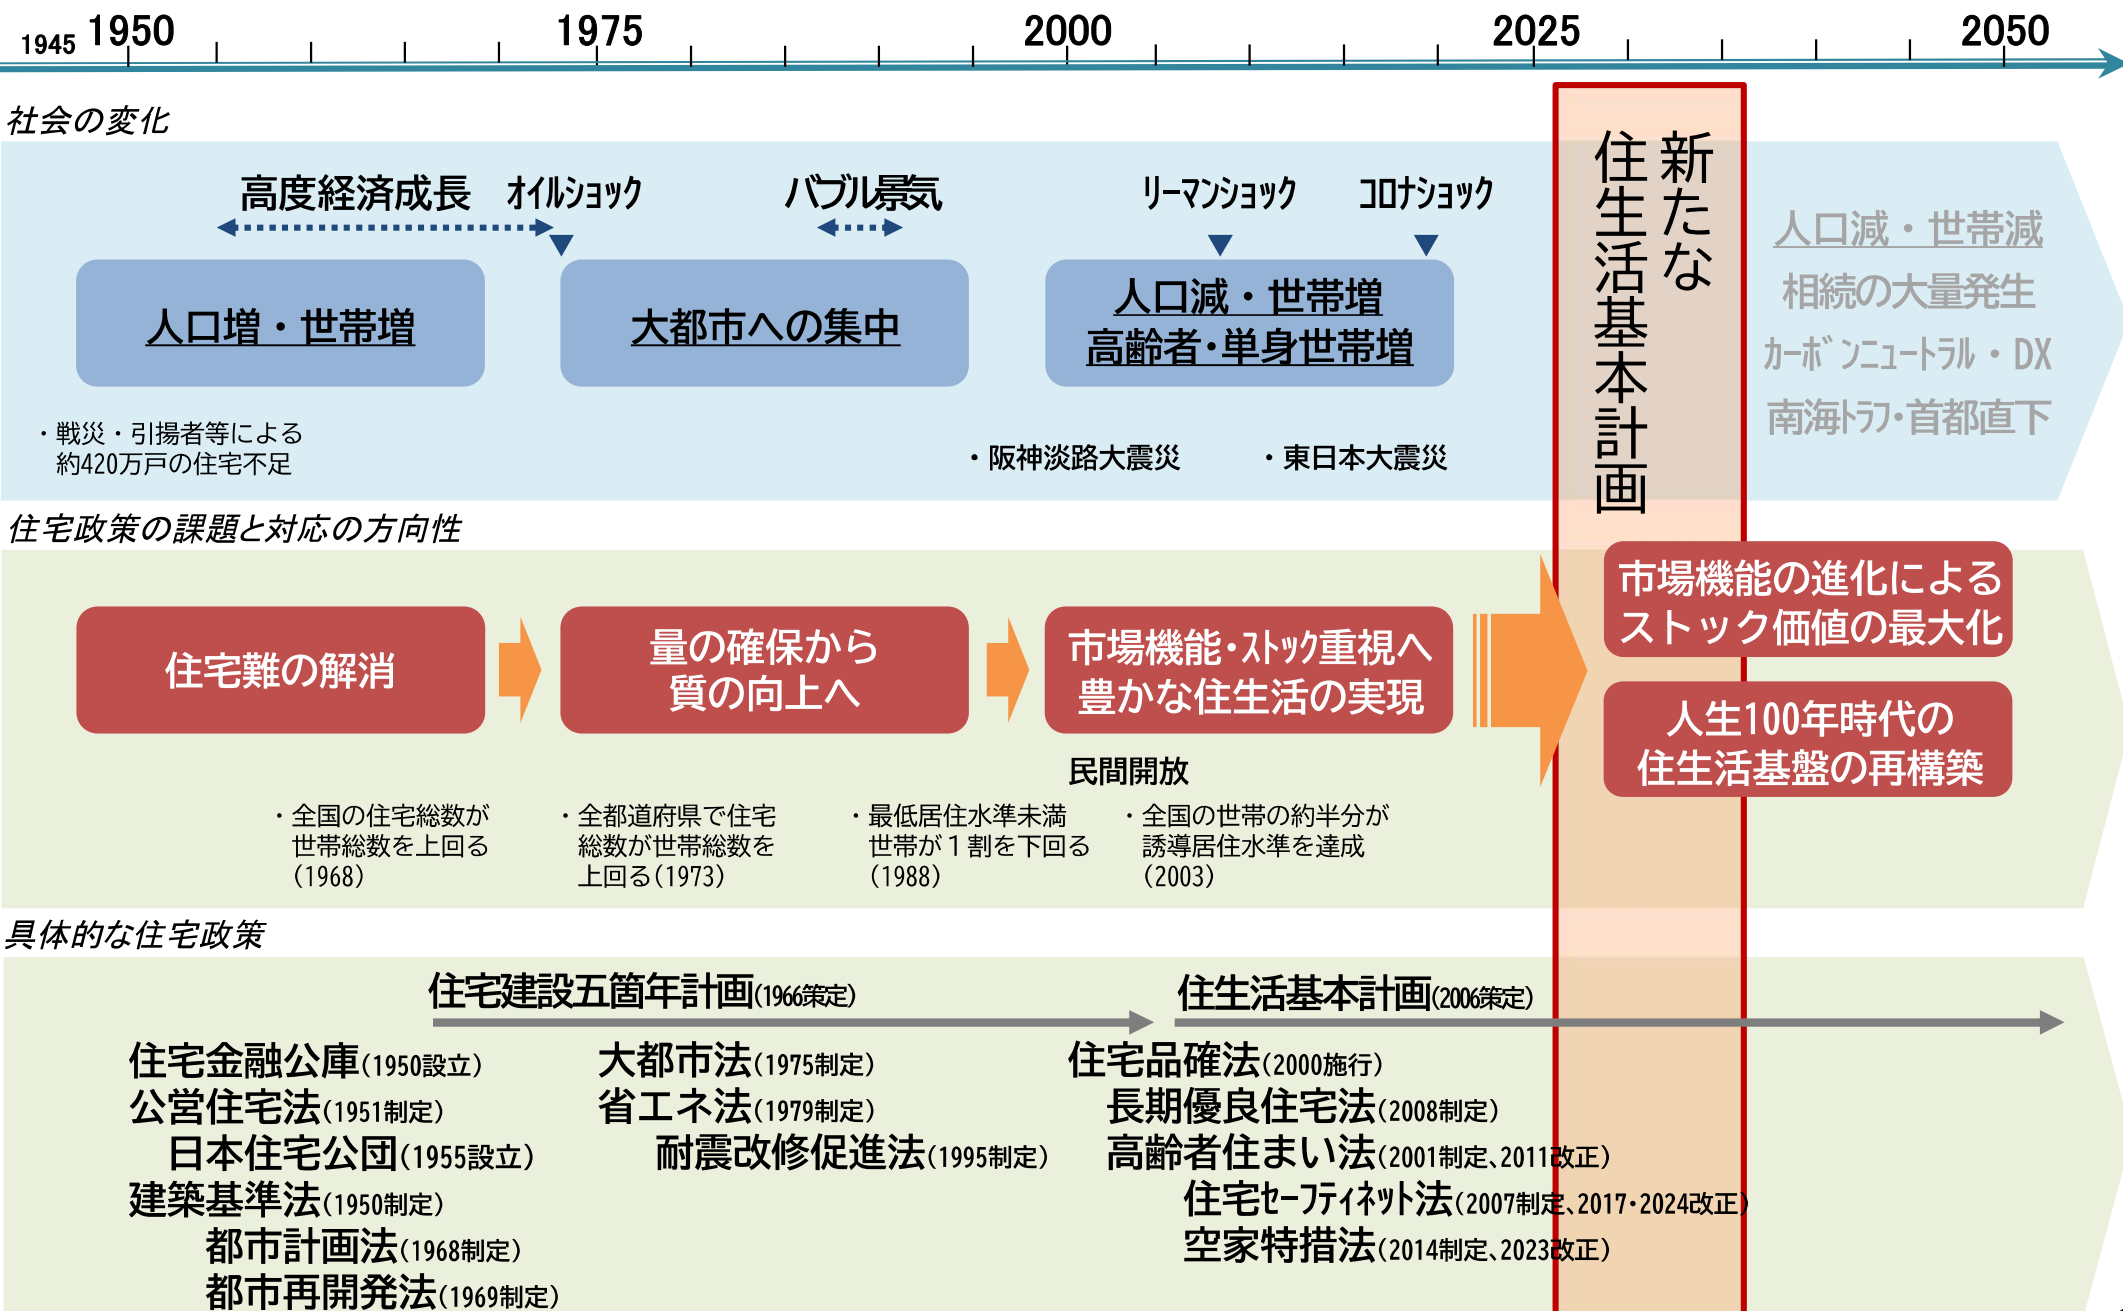 1945 1950 1975 2000 2025 2050
社会の変化
高度経済成長 オイルショック バブル景気 リーマンショック コロナショック
人口増・世帯増
大都市への集中
人口減・世帯増
高齢者・単身世帯増
・戦災・引揚者等による
約420万戸の住宅不足
・阪神淡路大震災
・東日本大震災
新たな
住生活基本計画
人口減・世帯減
相続の大量発生
カーボンニュートラル・DX
南海トラフ・首都直下
住宅政策の課題と対応の方向性
住宅難の解消
量の確保から
質の向上へ
市場機能・ストック重視へ
豊かな住生活の実現
市場機能の進化による
ストック価値の最大化
人生100年時代の
住生活基盤の再構築
民間開放
・全国の住宅総数が
世帯総数を上回る
(1968)
・全都道府県で住宅
総数が世帯総数を
上回る(1973)
・最低居住水準未満
世帯が１割を下回る
(1988)
・全国の世帯の約半分が
誘導居住水準を達成
(2003)
具体的な住宅政策
住宅建設五箇年計画(1966策定)
住生活基本計画(2006策定)
住宅金融公庫(1950設立)
公営住宅法(1951制定)
日本住宅公団(1955設立)
建築基準法(1950制定)
都市計画法(1968制定)
都市再開発法(1969制定)
大都市法(1975制定)
省エネ法(1979制定)
耐震改修促進法(1995制定)
住宅品確法(2000施行)
長期優良住宅法(2008制定)
高齢者住まい法(2001制定、2011改正)
住宅セーフティネット法(2007制定、2017・2024改正)
空家特措法(2014制定、2023改正)